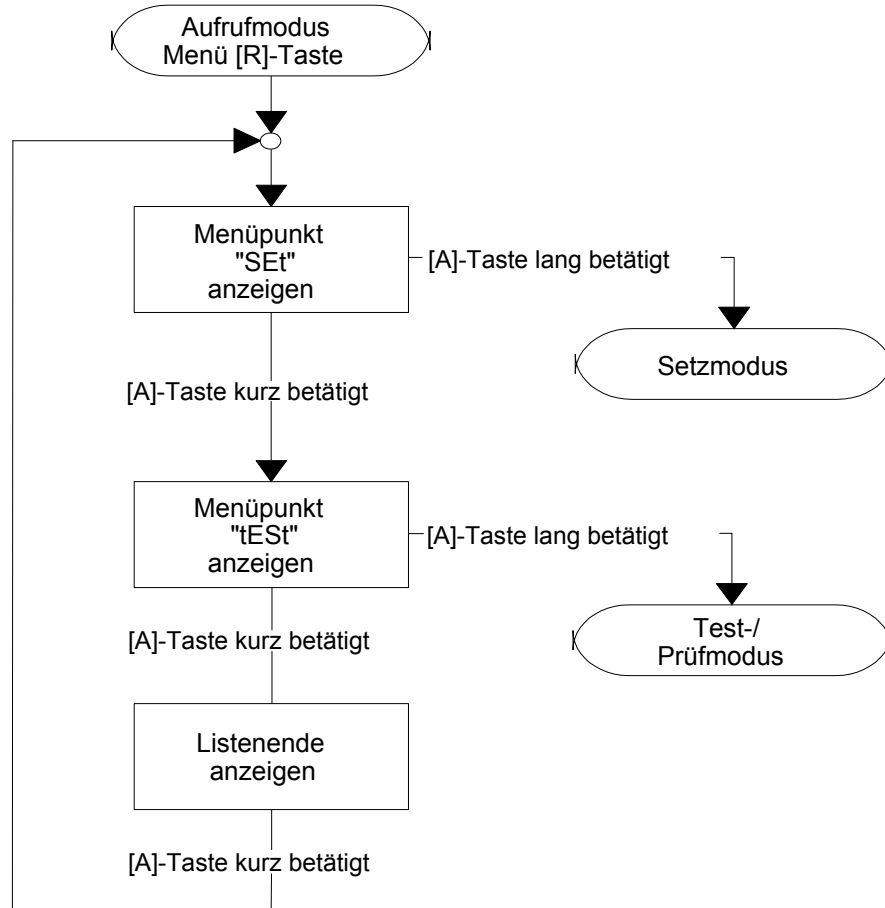 Aufrufmodus
Menü [R]-Taste
Menüpunkt
"SEt"
anzeigen
[A]-Taste lang betätigt
Setzmodus
[A]-Taste kurz betätigt
Menüpunkt
"tESt"
anzeigen
[A]-Taste lang betätigt
Test-/
Prüfmodus
[A]-Taste kurz betätigt
Listenende
anzeigen
[A]-Taste kurz betätigt